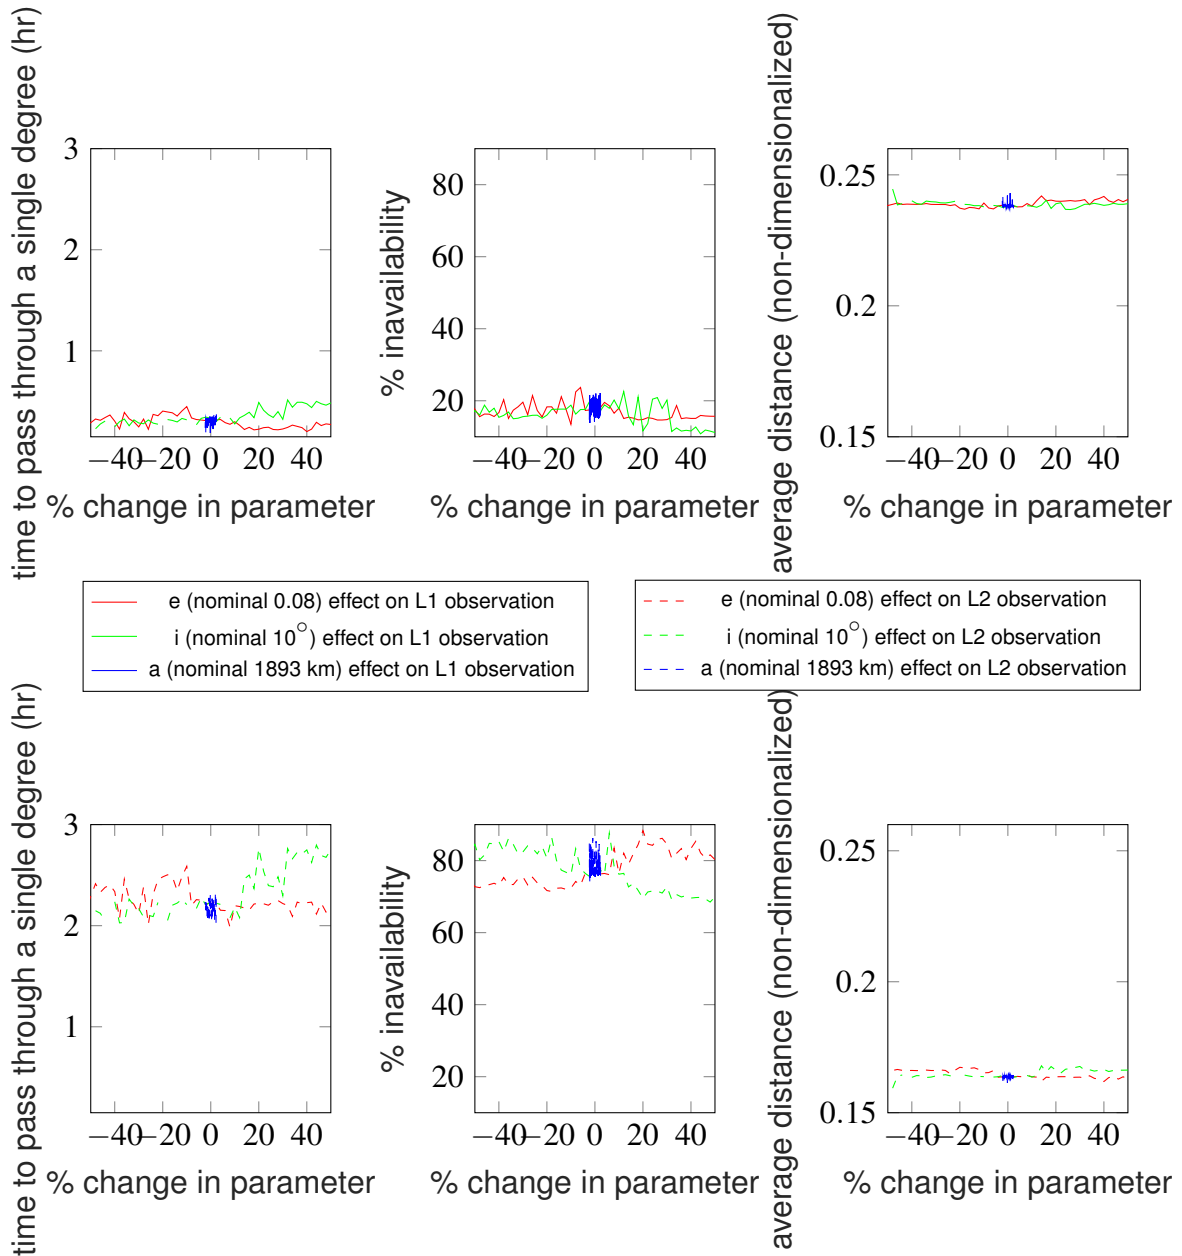 time to pass through a single degree (hr)
3
2
1
−40
−20
0
20
40
% change in parameter
% inavailability
80
60
40
20
−40
−20
0
20
40
% change in parameter
average distance (non-dimensionalized)
0.25
0.2
0.15
−40
−20
0
20
40
% change in parameter
e (nominal 0.08) effect on L1 observation
i (nominal 10○) effect on L1 observation
a (nominal 1893 km) effect on L1 observation
e (nominal 0.08) effect on L2 observation
i (nominal 10○) effect on L2 observation
a (nominal 1893 km) effect on L2 observation
time to pass through a single degree (hr)
3
2
1
−40
−20
0
20
40
% change in parameter
% inavailability
80
60
40
20
−40
−20
0
20
40
% change in parameter
average distance (non-dimensionalized)
0.25
0.2
0.15
−40
−20
0
20
40
% change in parameter